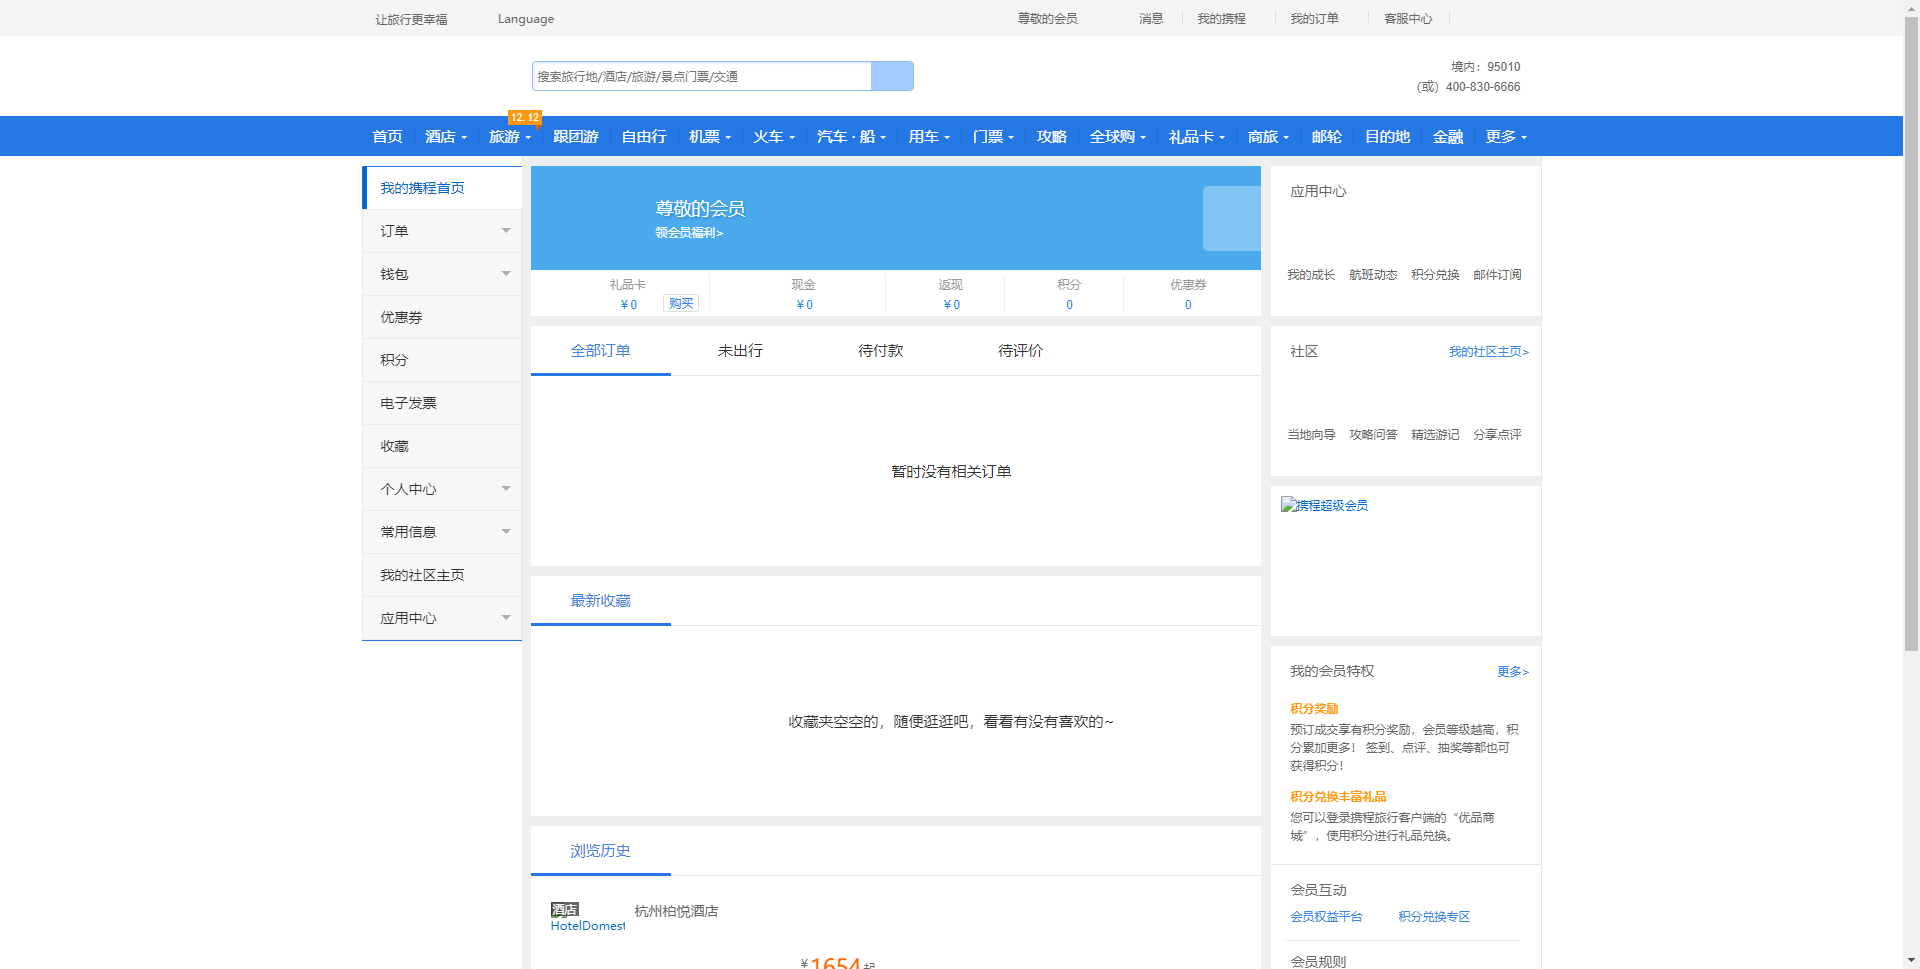 让旅行更幸福
Language
尊敬的会员
消息
我的携程
我的订单
客服中心
搜索旅行地/酒店/旅游/景点门票/交通
境内：95010
（或）400-830-6666
12.12
首页
酒店
旅游
跟团游
自由行
机票
火车
汽车·船
用车
门票
攻略
全球购
礼品卡
商旅
邮轮
目的地
金融
更多
我的携程首页
订单
钱包
优惠券
积分
电子发票
收藏
个人中心
常用信息
我的社区主页
应用中心
尊敬的会员
领会员福利>
礼品卡
¥0
购买
现金
¥0
返现
¥0
积分
0
优惠券
0
全部订单
未出行
待付款
待评价
暂时没有相关订单
最新收藏
收藏夹空空的，随便逛逛吧，看看有没有喜欢的~
浏览历史
酒店
HotelDomest
杭州柏悦酒店
¥1654起
应用中心
我的成长
航班动态
积分兑换
邮件订阅
社区
我的社区主页>
当地向导
攻略问答
精选游记
分享点评
携程超级会员
我的会员特权
更多>
积分奖励
预订成交享有积分奖励，会员等级越高，积
分累加更多！ 签到、点评、抽奖等都也可
获得积分！
积分兑换丰富礼品
您可以登录携程旅行客户端的“优品商
城”，使用积分进行礼品兑换。
会员互动
会员权益平台
积分兑换专区
会员规则